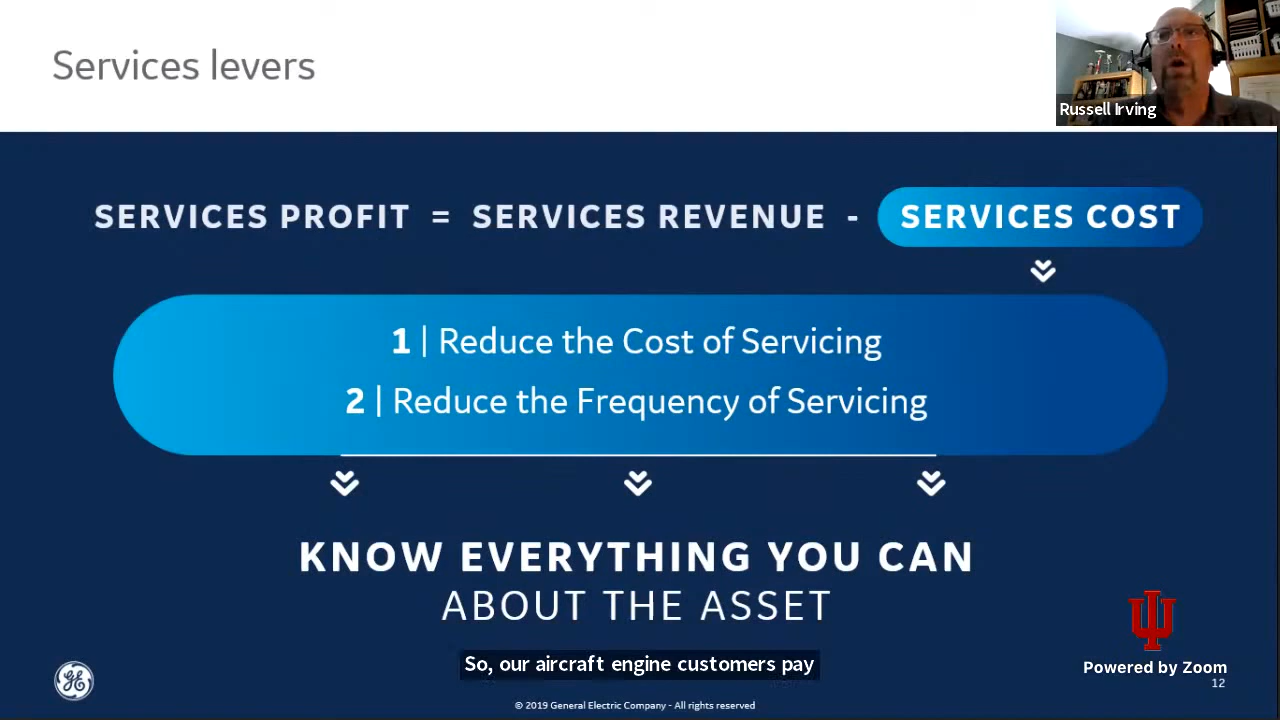 Services levers
Russell Irving
SERVICES PROFIT = SERVICES REVENUE - SERVICES COST
1 | Reduce the Cost of Servicing
2 | Reduce the Frequency of Servicing
KNOW EVERYTHING YOU CAN
ABOUT THE ASSET
So, our aircraft engine customers pay
Powered by Zoom
12
GE
© 2019 General Electric Company - All rights reserved